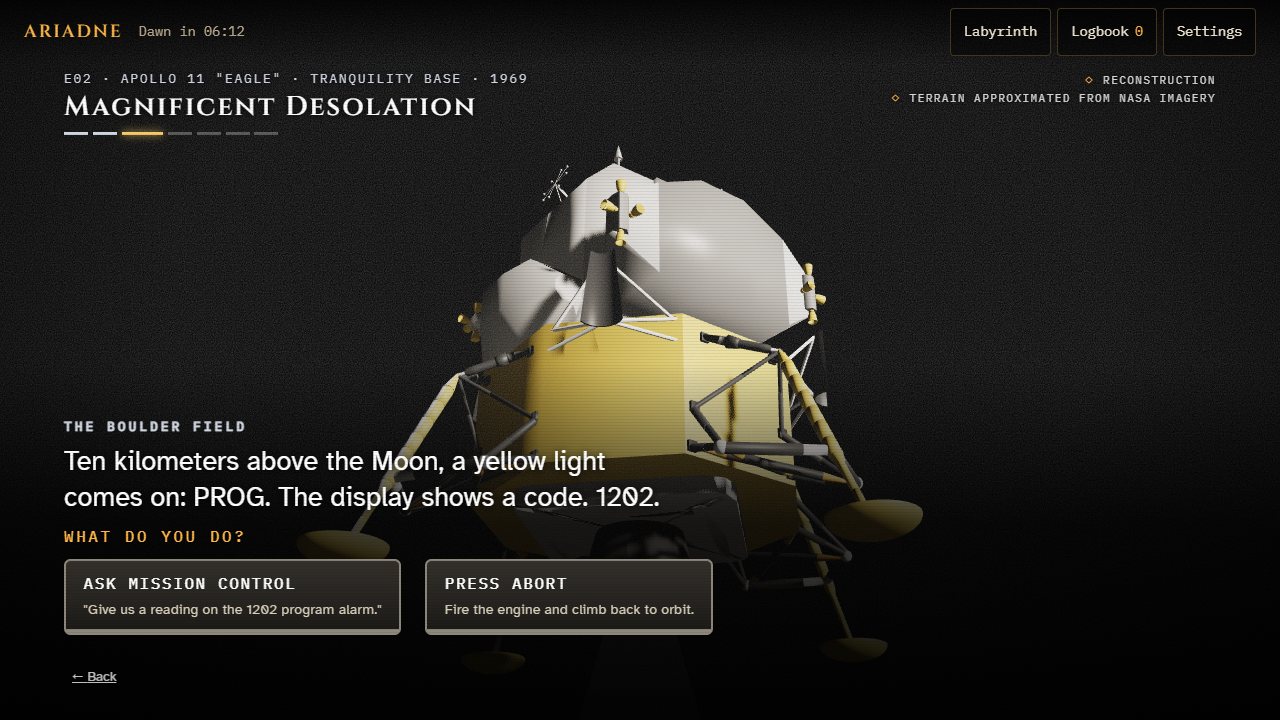 ARIADNE Dawn in 06:12 Labyrinth Logbook 0 Settings
E02 · APOLLO 11 "EAGLE" · TRANQUILITY BASE · 1969
Magnificent Desolation
◇ RECONSTRUCTION
◇ TERRAIN APPROXIMATED FROM NASA IMAGERY
THE BOULDER FIELD
Ten kilometers above the Moon, a yellow light
comes on: PROG. The display shows a code. 1202.
WHAT DO YOU DO?
ASK MISSION CONTROL
"Give us a reading on the 1202 program alarm."
PRESS ABORT
Fire the engine and climb back to orbit.
← Back